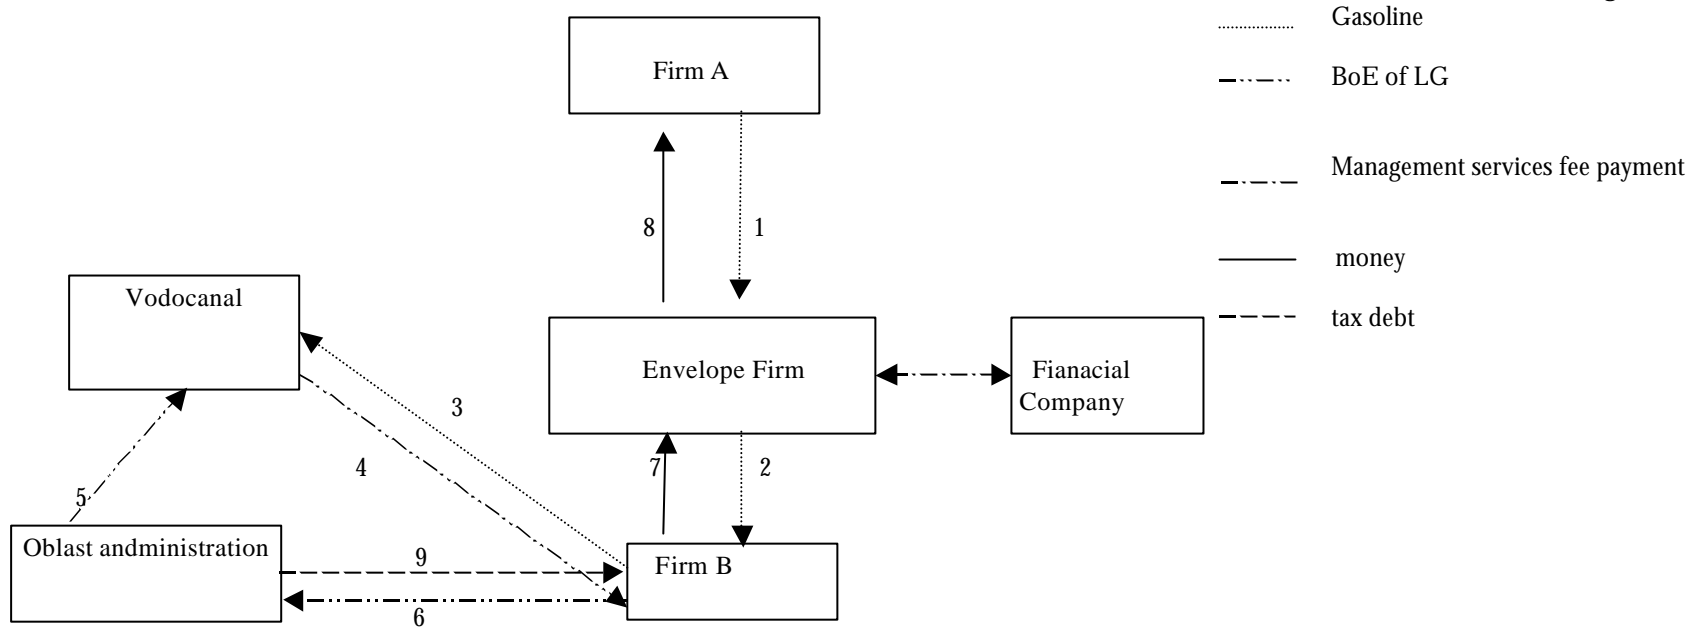 Gasoline
Firm A
BoE of LG
Management services fee payment
8
1
money
Vodocanal
tax debt
Envelope Firm
Fianacial
Company
3
4
7
2
5
Oblast andministration
9
Firm B
6